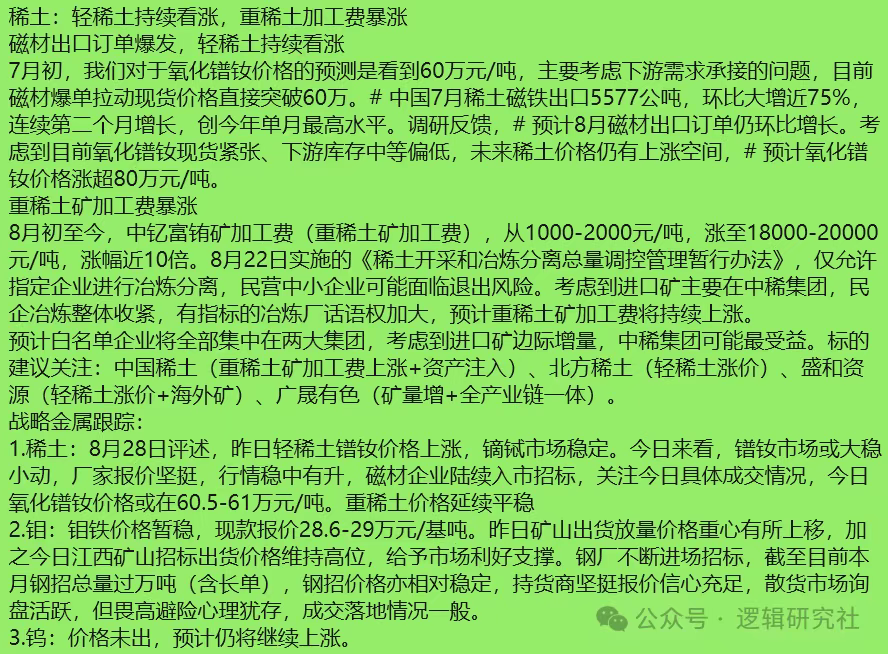 稀土：轻稀土持续看涨，重稀土加工费暴涨
磁材出口订单爆发，轻稀土持续看涨
7月初，我们对于氧化镨钕价格的预测是看到60万元/吨，主要考虑下游需求承接的问题，目前
磁材爆单拉动现货价格直接突破60万。# 中国7月稀土磁铁出口5577公吨，环比大增近75%，
连续第二个月增长，创今年单月最高水平。调研反馈，# 预计8月磁材出口订单仍环比增长。考
虑到目前氧化镨钕现货紧张、下游库存中等偏低，未来稀土价格仍有上涨空间，# 预计氧化镨
钕价格涨超80万元/吨。
重稀土矿加工费暴涨
8月初至今，中钇富铕矿加工费（重稀土矿加工费），从1000-2000元/吨，涨至18000-20000
元/吨，涨幅近10倍。8月22日实施的《稀土开采和冶炼分离总量调控管理暂行办法》，仅允许
指定企业进行冶炼分离，民营中小企业可能面临退出风险。考虑到进口矿主要在中稀集团，民
企冶炼整体收紧，有指标的冶炼厂话语权加大，预计重稀土矿加工费将持续上涨。
预计白名单企业将全部集中在两大集团，考虑到进口矿边际增量，中稀集团可能最受益。标的
建议关注：中国稀土（重稀土矿加工费上涨+资产注入）、北方稀土（轻稀土涨价）、盛和资
源（轻稀土涨价+海外矿）、广晟有色（矿量增+全产业链一体）。
战略金属跟踪：
1.稀土：8月28日评述，昨日轻稀土镨钕价格上涨，镝铽市场稳定。今日来看，镨钕市场或大稳
小动，厂家报价坚挺，行情稳中有升，磁材企业陆续入市招标，关注今日具体成交情况，今日
氧化镨钕价格或在60.5-61万元/吨。重稀土价格延续平稳
2.钼：钼铁价格暂稳，现款报价28.6-29万元/基吨。昨日矿山出货放量价格重心有所上移，加
之今日江西矿山招标出货价格维持高位，给予市场利好支撑。钢厂不断进场招标，截至目前本
月钢招总量过万吨（含长单），钢招价格亦相对稳定，持货商坚挺报价信心充足，散货市场询
盘活跃，但畏高避险心理犹存，成交落地情况一般。
3.钨：价格未出，预计仍将继续上涨。
公众号 · 逻辑研究社